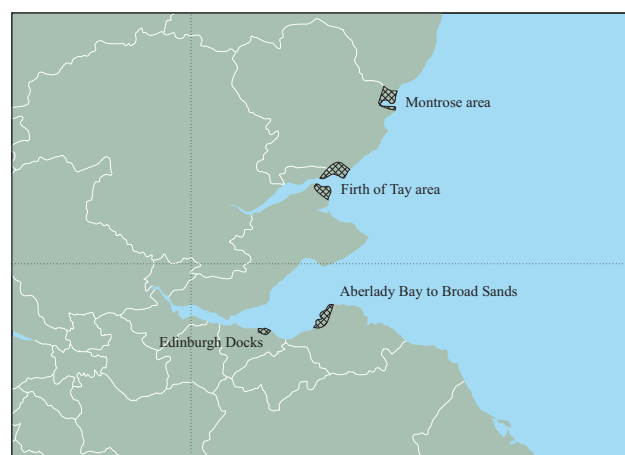 Montrose area
Firth of Tay area
Aberlady Bay to Broad Sands
Edinburgh Docks